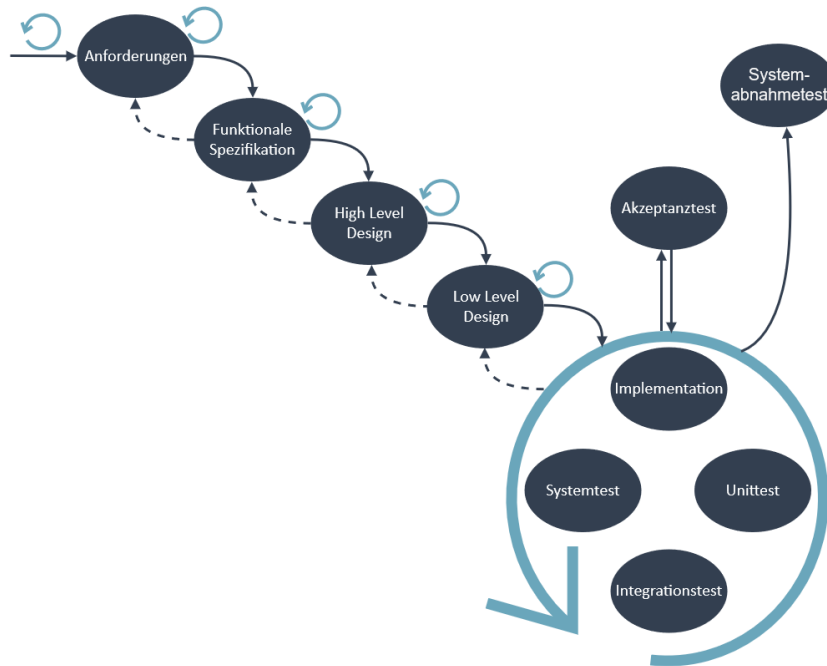 Anforderungen
Funktionale
Spezifikation
High Level
Design
Low Level
Design
System-
abnahmetest
Akzeptanztest
Implementation
Systemtest
Unittest
Integrationstest